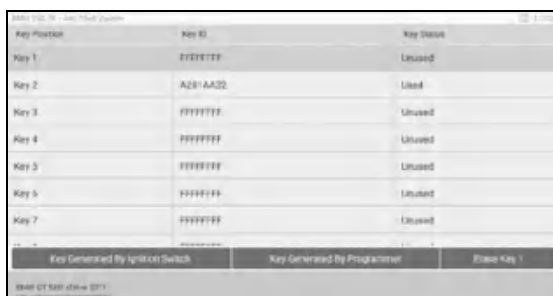 Key Position Key ID Key Status
Key 1 FFFFFFFF Unused
Key 2 Used
Key 3 FFFFFFFF Unused
Key 4 FFFFFFFF Unused
Key 5 FFFFFFFF Unused
Key 6 FFFFFFFF Unused
Key 7 FFFFFFFF Unused
Key Generated By Ignition Switch Key Generated By Programmer Erase Key 1